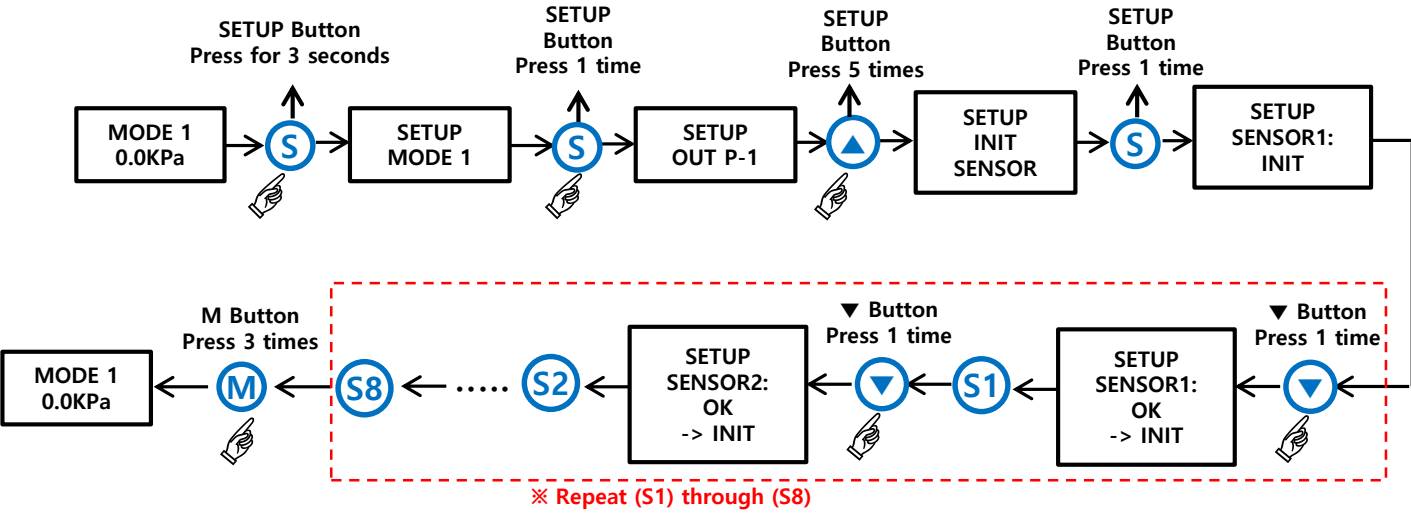 SETUP Button
Press for 3 seconds
SETUP
Button
Press 1 time
SETUP
Button
Press 5 times
SETUP
Button
Press 1 time
MODE 1
0.0KPa
S
SETUP
MODE 1
S
SETUP
OUT P-1
▲
SETUP
INIT
SENSOR
S
SETUP
SENSOR1:
INIT
▼ Button
Press 1 time
▼
SETUP
SENSOR1:
OK
-> INIT
S1
▼ Button
Press 1 time
▼
SETUP
SENSOR2:
OK
-> INIT
S2
.....
S8
M Button
Press 3 times
M
MODE 1
0.0KPa
※ Repeat (S1) through (S8)